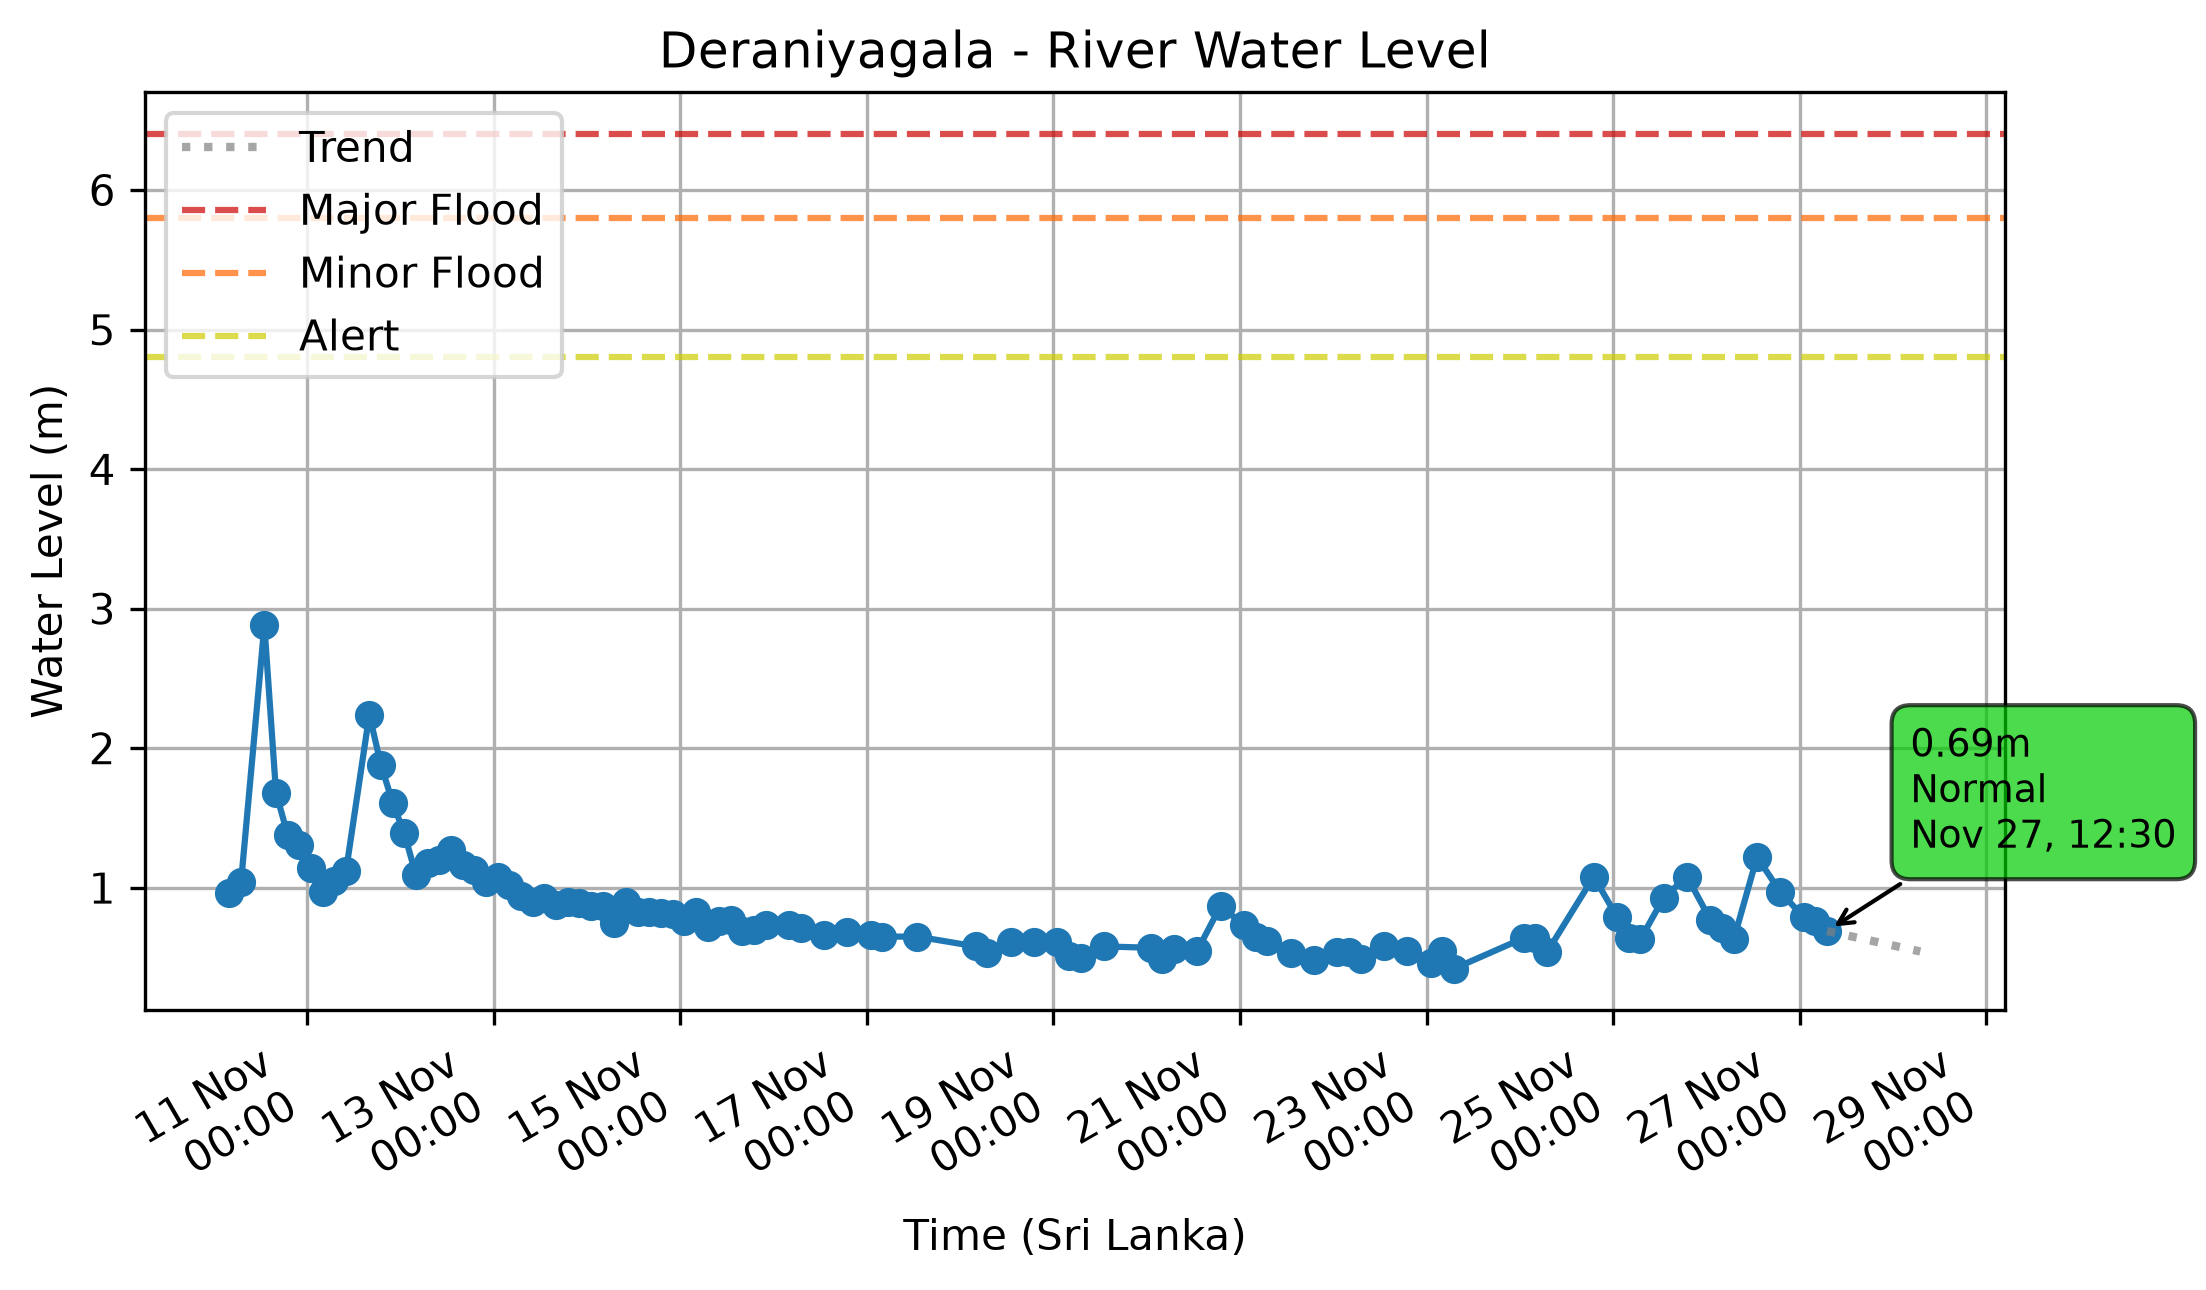 Deraniyagala - River Water Level
Trend
Major Flood
Minor Flood
Alert
Water Level (m)
6
5
4
3
2
1
0.69m
Normal
Nov 27, 12:30
11 Nov
00:00
13 Nov
00:00
15 Nov
00:00
17 Nov
00:00
19 Nov
00:00
21 Nov
00:00
23 Nov
00:00
25 Nov
00:00
27 Nov
00:00
29 Nov
00:00
Time (Sri Lanka)